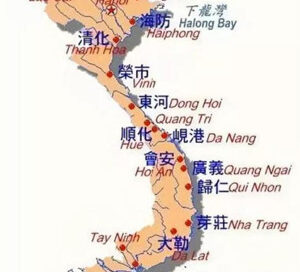 Hanoi
海防
下龍灣
Halong Bay
Haiphong
清化
Thanh Hoa
榮市
Vinh
東河 Dong Hoi
Quang Tri
順化
Hue
峴港
Da Nang
會安
Hoi An
廣義 Quang Ngai
歸仁 Qui Nhon
芽莊 Nha Trang
Tay Ninh
大勒
Da Lat